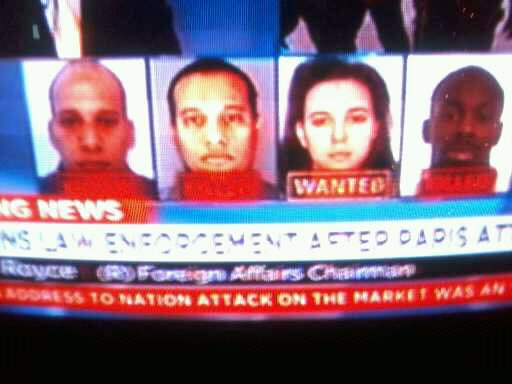 WANTED
NG NEWS
NS LAW ENFORCEMENT AFTER PARIS ATT
Royce (R) Foreign Affairs Chairman
ADDRESS TO NATION ATTACK ON THE MARKET WAS AN